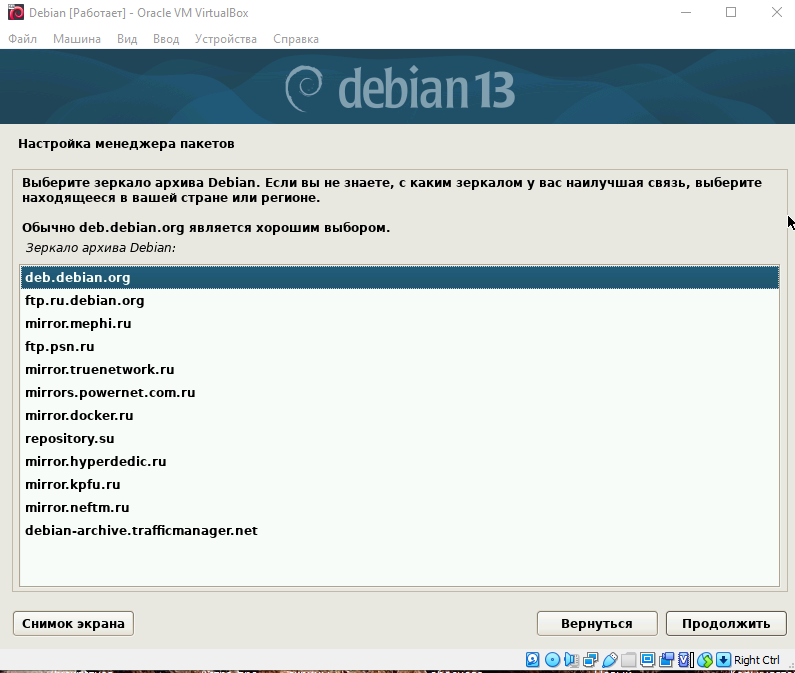 Debian [Работает] - Oracle VM VirtualBox
Файл Машина Вид Ввод Устройства Справка
debian 13
Настройка менеджера пакетов
Выберите зеркало архива Debian. Если вы не знаете, с каким зеркалом у вас наилучшая связь, выберите
находящееся в вашей стране или регионе.
Обычно deb.debian.org является хорошим выбором.
Зеркало архива Debian:
deb.debian.org
ftp.ru.debian.org
mirror.mephi.ru
ftp.psn.ru
mirror.truenetwork.ru
mirrors.powernet.com.ru
mirror.docker.ru
repository.su
mirror.hyperdedic.ru
mirror.kpfu.ru
mirror.neftm.ru
debian-archive.trafficmanager.net
Снимок экрана Вернуться Продолжить
Right Ctrl